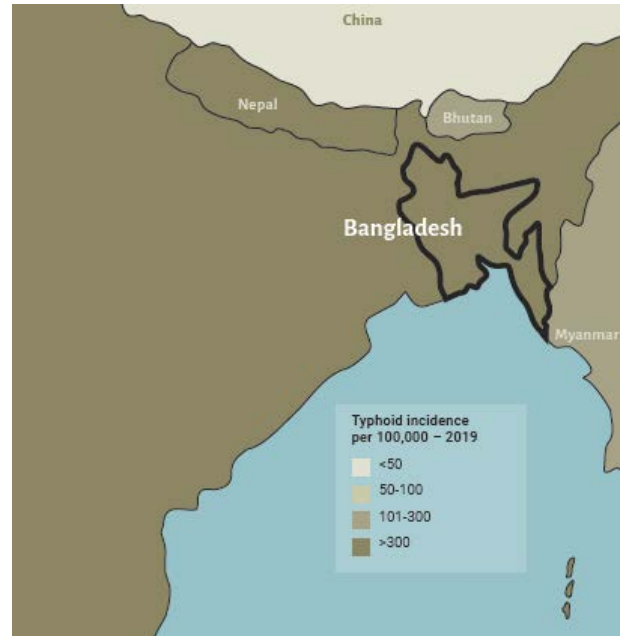 China
Nepal
Bhutan
Bangladesh
Myanmar
Typhoid incidence
per 100,000 – 2019
<50
50-100
101-300
>300